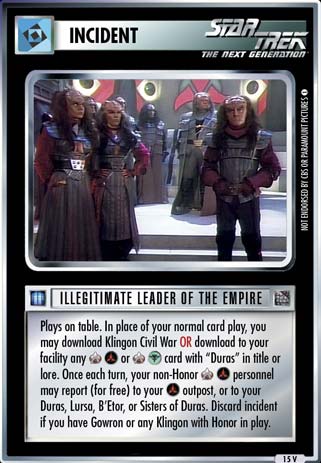 INCIDENT
STAR TREK
THE NEXT GENERATION
NOT ENDORSED BY CBS OR PARAMOUNT PICTURES
ILLEGITIMATE LEADER OF THE EMPIRE
Plays on table. In place of your normal card play, you
may download Klingon Civil War OR download to your
facility any or card with "Duras" in title or
lore. Once each turn, your non-Honor personnel
may report (for free) to your outpost, or to your
Duras, Lursa, B'Etor, or Sisters of Duras. Discard incident
if you have Gowron or any Klingon with Honor in play.
15 V